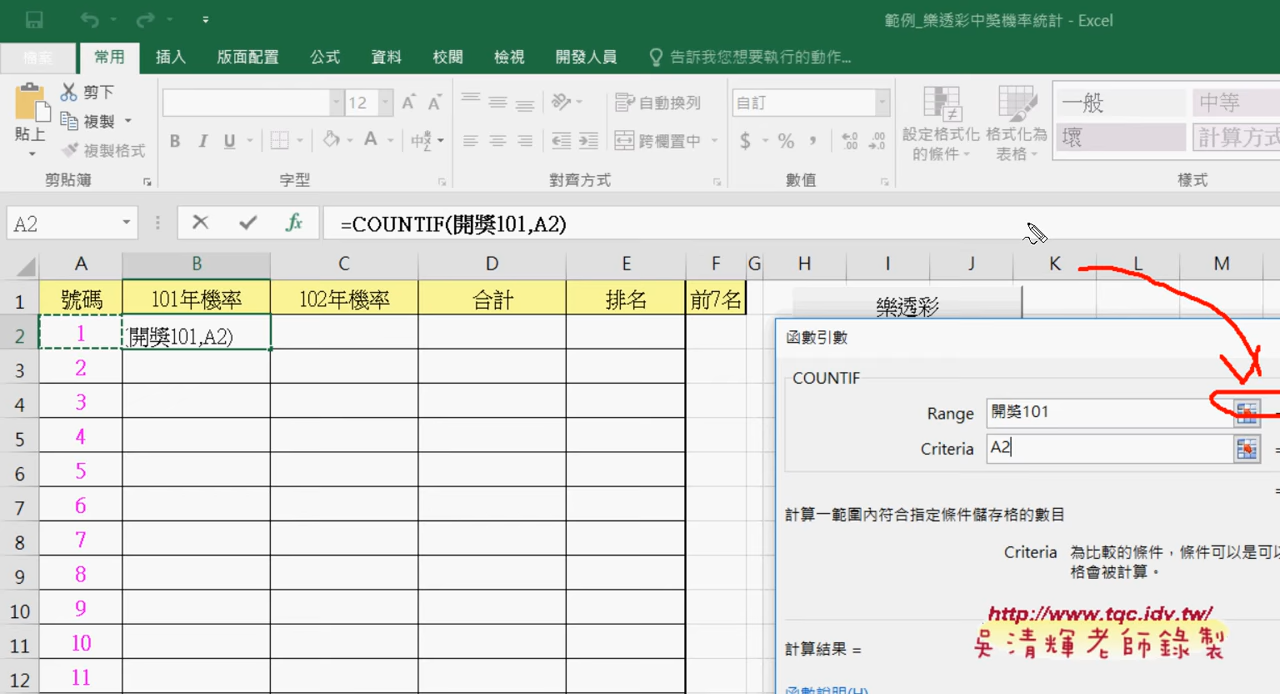 範例_樂透彩中獎機率統計 - Excel
檔案 常用 插入 版面配置 公式 資料 校閱 檢視 開發人員 告訴我您想要執行的動作...
貼上 剪下 複製 複製格式
12
B I U A
自動換列
跨欄置中
自訂
$ % ,
設定格式化的條件
格式化為表格
一般 中等
壞 計算方式
剪貼簿 字型 對齊方式 數值 樣式
A2 fx =COUNTIF(開獎101,A2)
A B C D E F G H I J K L M
1 號碼 101年機率 102年機率 合計 排名 前7名 樂透彩
2 1 (開獎101,A2)
3 2
4 3
5 4
6 5
7 6
8 7
9 8
10 9
11 10
12 11
函數引數
COUNTIF
Range 開獎101
Criteria A2
=
=
計算一範圍內符合指定條件儲存格的數目
Criteria 為比較的條件，條件可以是可以
格會被計算。
http://www.tqc.idv.tw/
吳清輝老師錄製
計算結果 =
函數說明(H)